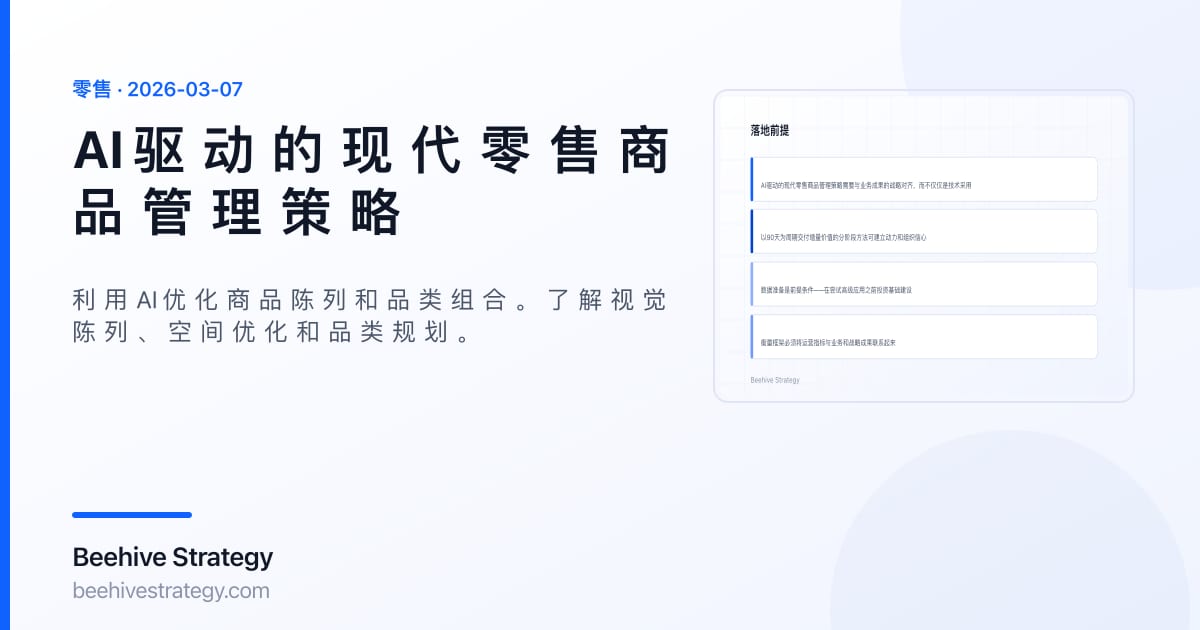 零售 · 2026-03-07
AI驱动的现代零售商
品管理策略
利用AI优化商品陈列和品类组合。了解视觉
陈列、空间优化和品类规划。
落地前提
AI驱动的现代零售商品管理策略需要与业务成果的战略对齐，而不仅仅是技术采用
以90天为周期交付增量价值的分阶段方法可建立动力和组织信心
数据准备是前提条件——在尝试高级应用之前投资基础建设
衡量框架必须将运营指标与业务和战略成果联系起来
Beehive Strategy
Beehive Strategy
beehivestrategy.com